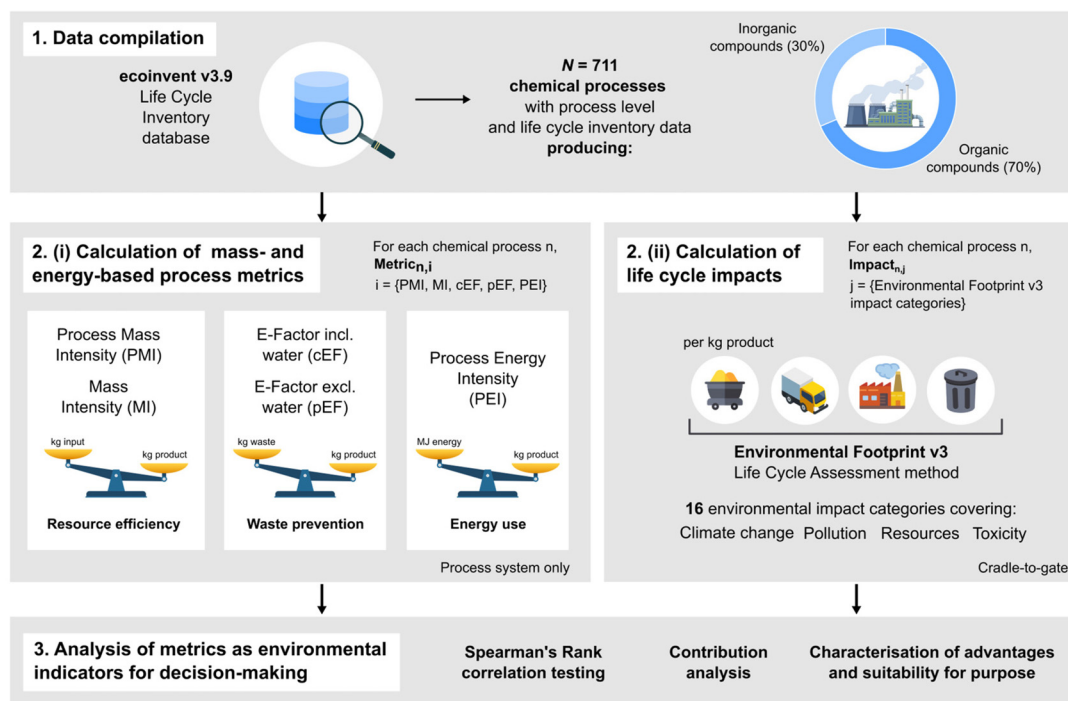 1. Data compilation
ecoinvent v3.9
Life Cycle
Inventory
database
N = 711
chemical processes
with process level
and life cycle inventory data
producing:
Inorganic
compounds (30%)
Organic
compounds (70%)
2. (i) Calculation of mass- and
energy-based process metrics
For each chemical process n,
Metricn,i
i = {PMI, MI, cEF, pEF, PEI}
Process Mass
Intensity (PMI)
Mass
Intensity (MI)
kg input
kg product
Resource efficiency
E-Factor incl.
water (cEF)
E-Factor excl.
water (pEF)
kg waste
kg product
Waste prevention
Process Energy
Intensity
(PEI)
MJ energy
kg product
Energy use
Process system only
2. (ii) Calculation of
life cycle impacts
For each chemical process n,
Impactn,j
j = {Environmental Footprint v3
impact categories}
per kg product
Environmental Footprint v3
Life Cycle Assessment method
16 environmental impact categories covering:
Climate change Pollution Resources Toxicity
Cradle-to-gate
3. Analysis of metrics as environmental
indicators for decision-making
Spearman's Rank
correlation testing
Contribution
analysis
Characterisation of advantages
and suitability for purpose